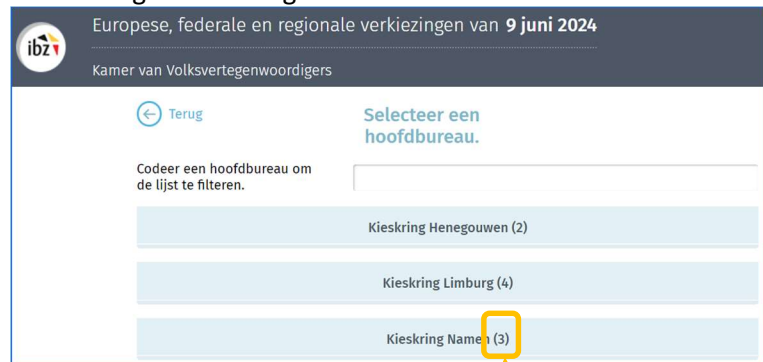 Europese, federale en regionale verkiezingen van 9 juni 2024
ibz
Kamer van Volksvertegenwoordigers
Terug
Selecteer een
hoofdbureau.
Codeer een hoofdbureau om
de lijst te filteren.
Kieskring Henegouwen (2)
Kieskring Limburg (4)
Kieskring Namen (3)